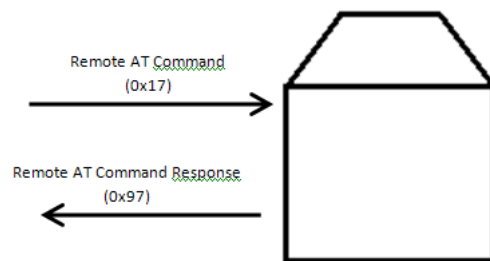 Remote AT Command
(0x17)
Remote AT Command Response
(0x97)